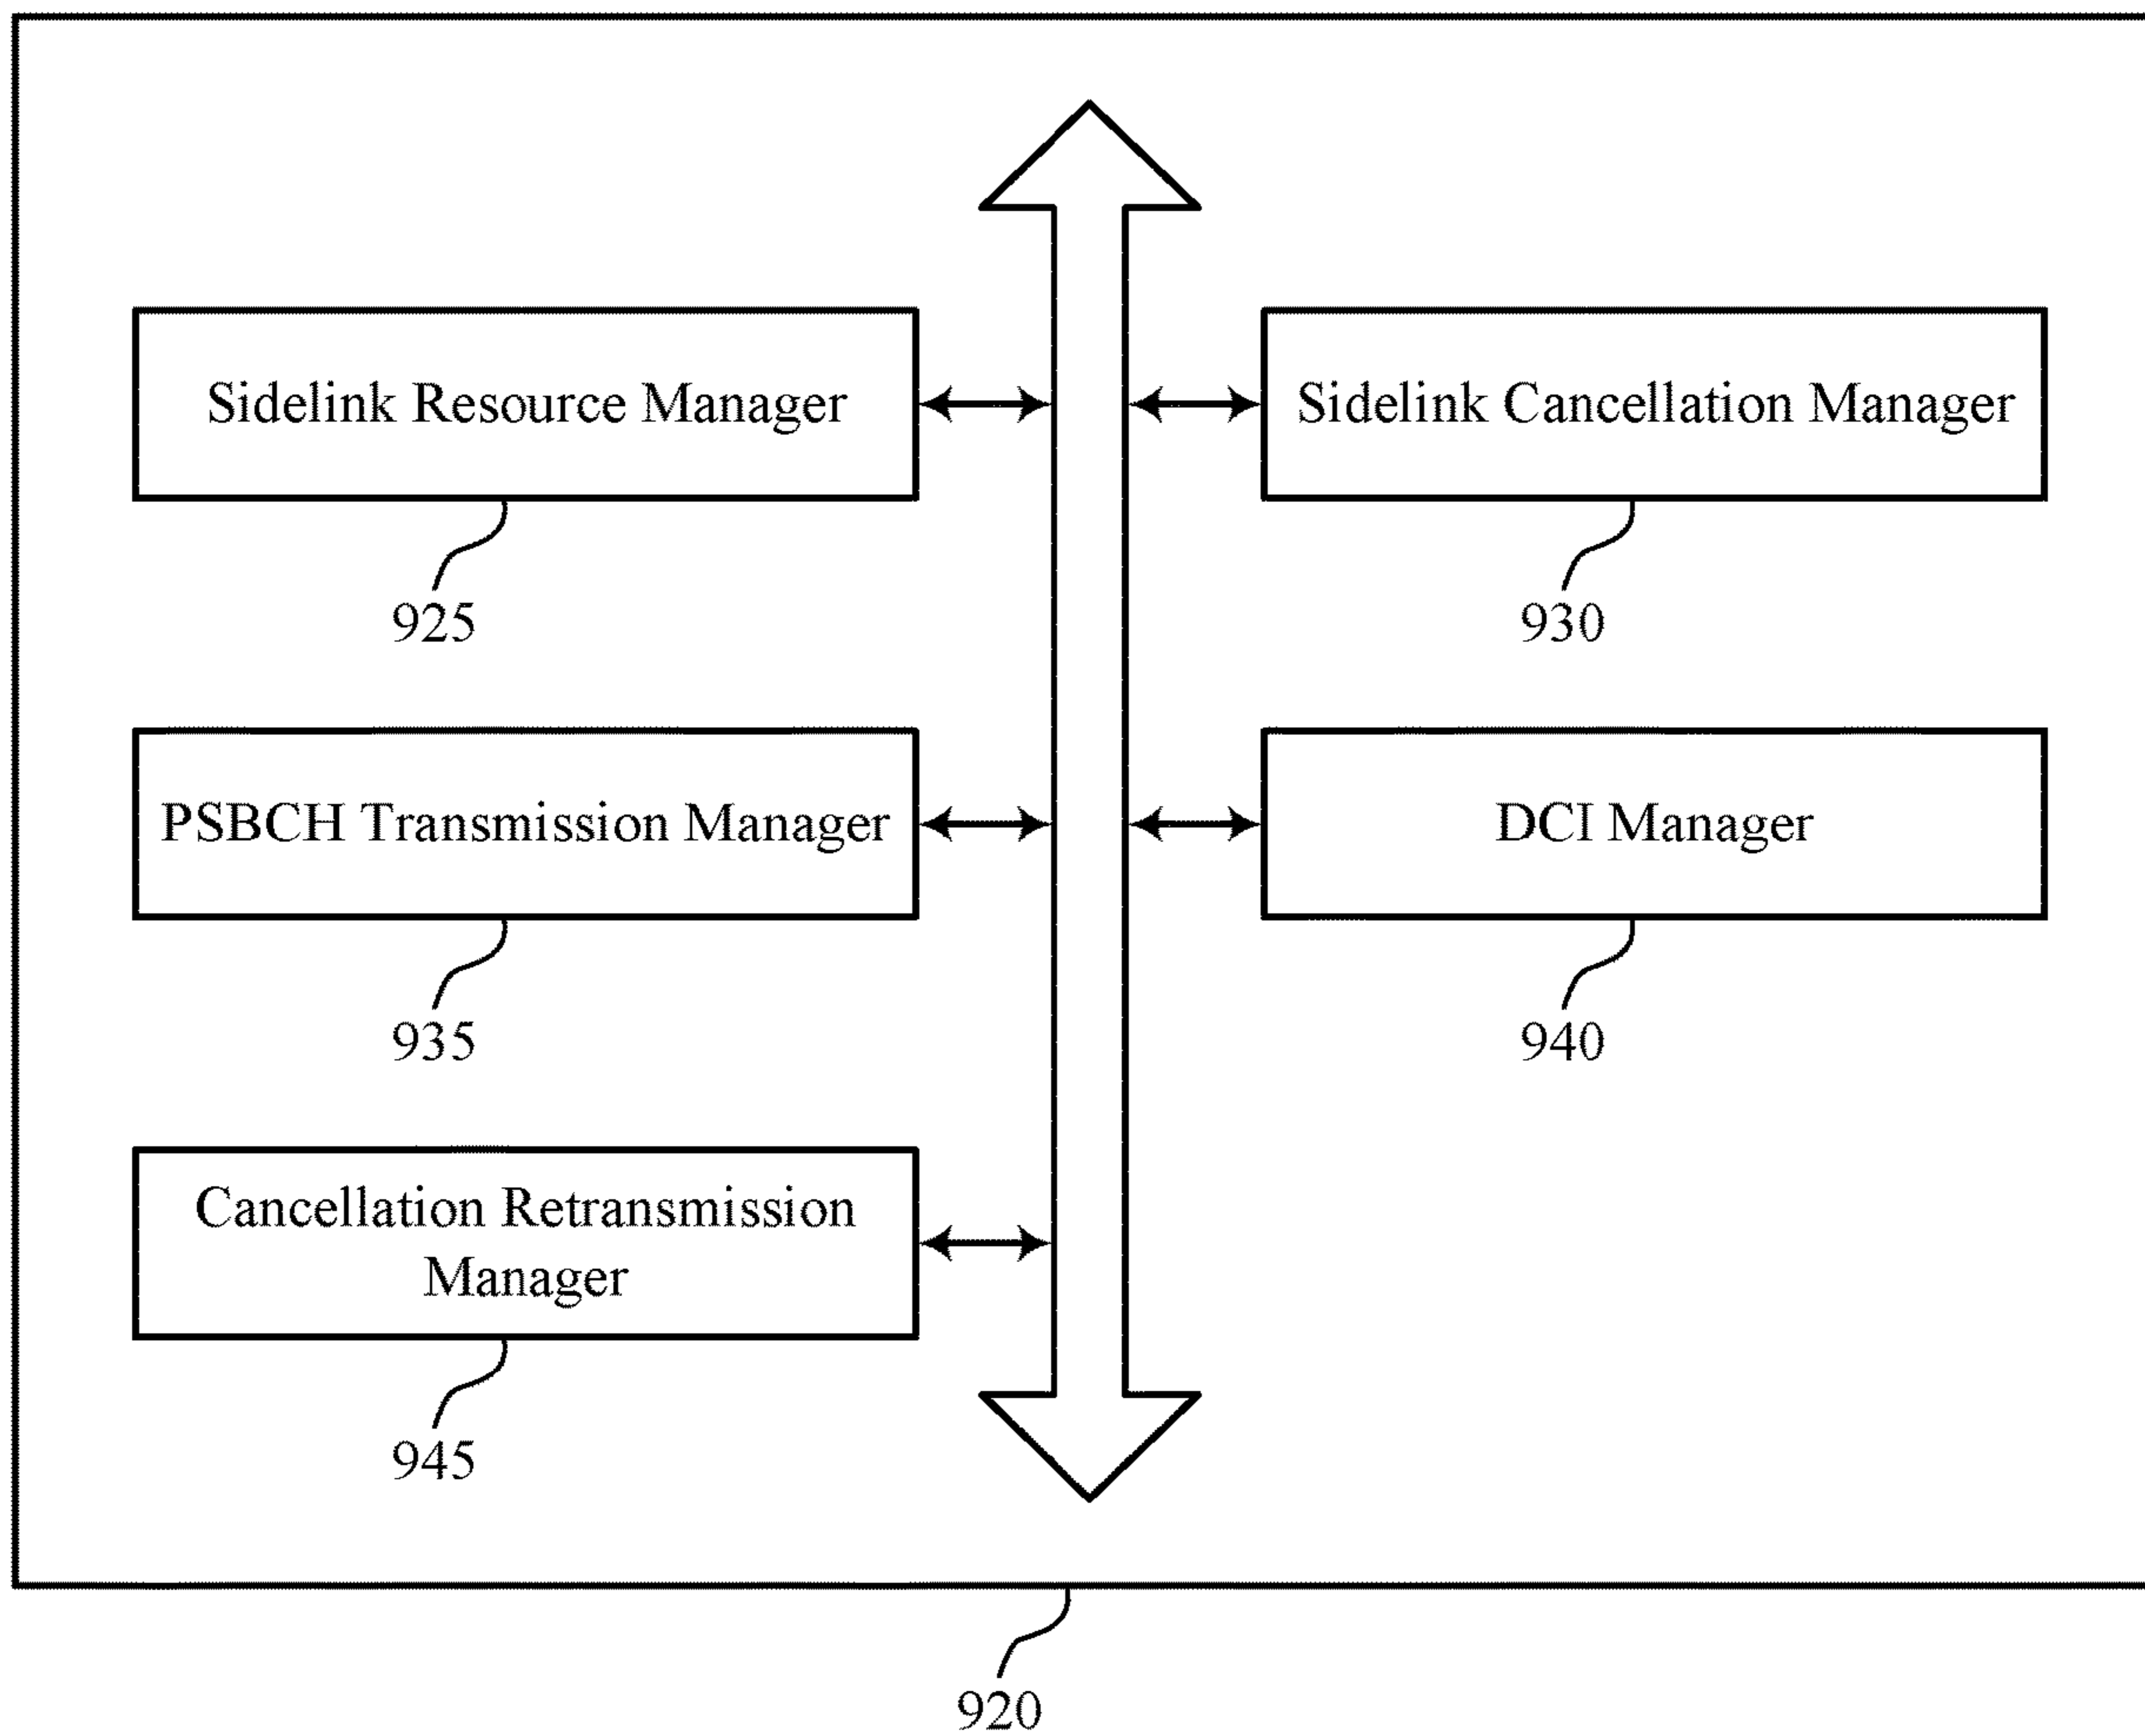 Sidelink Resource Manager
Sidelink Cancellation Manager
925
930
PSBCH Transmission Manager
DCI Manager
935
940
Cancellation Retransmission
Manager
945
920